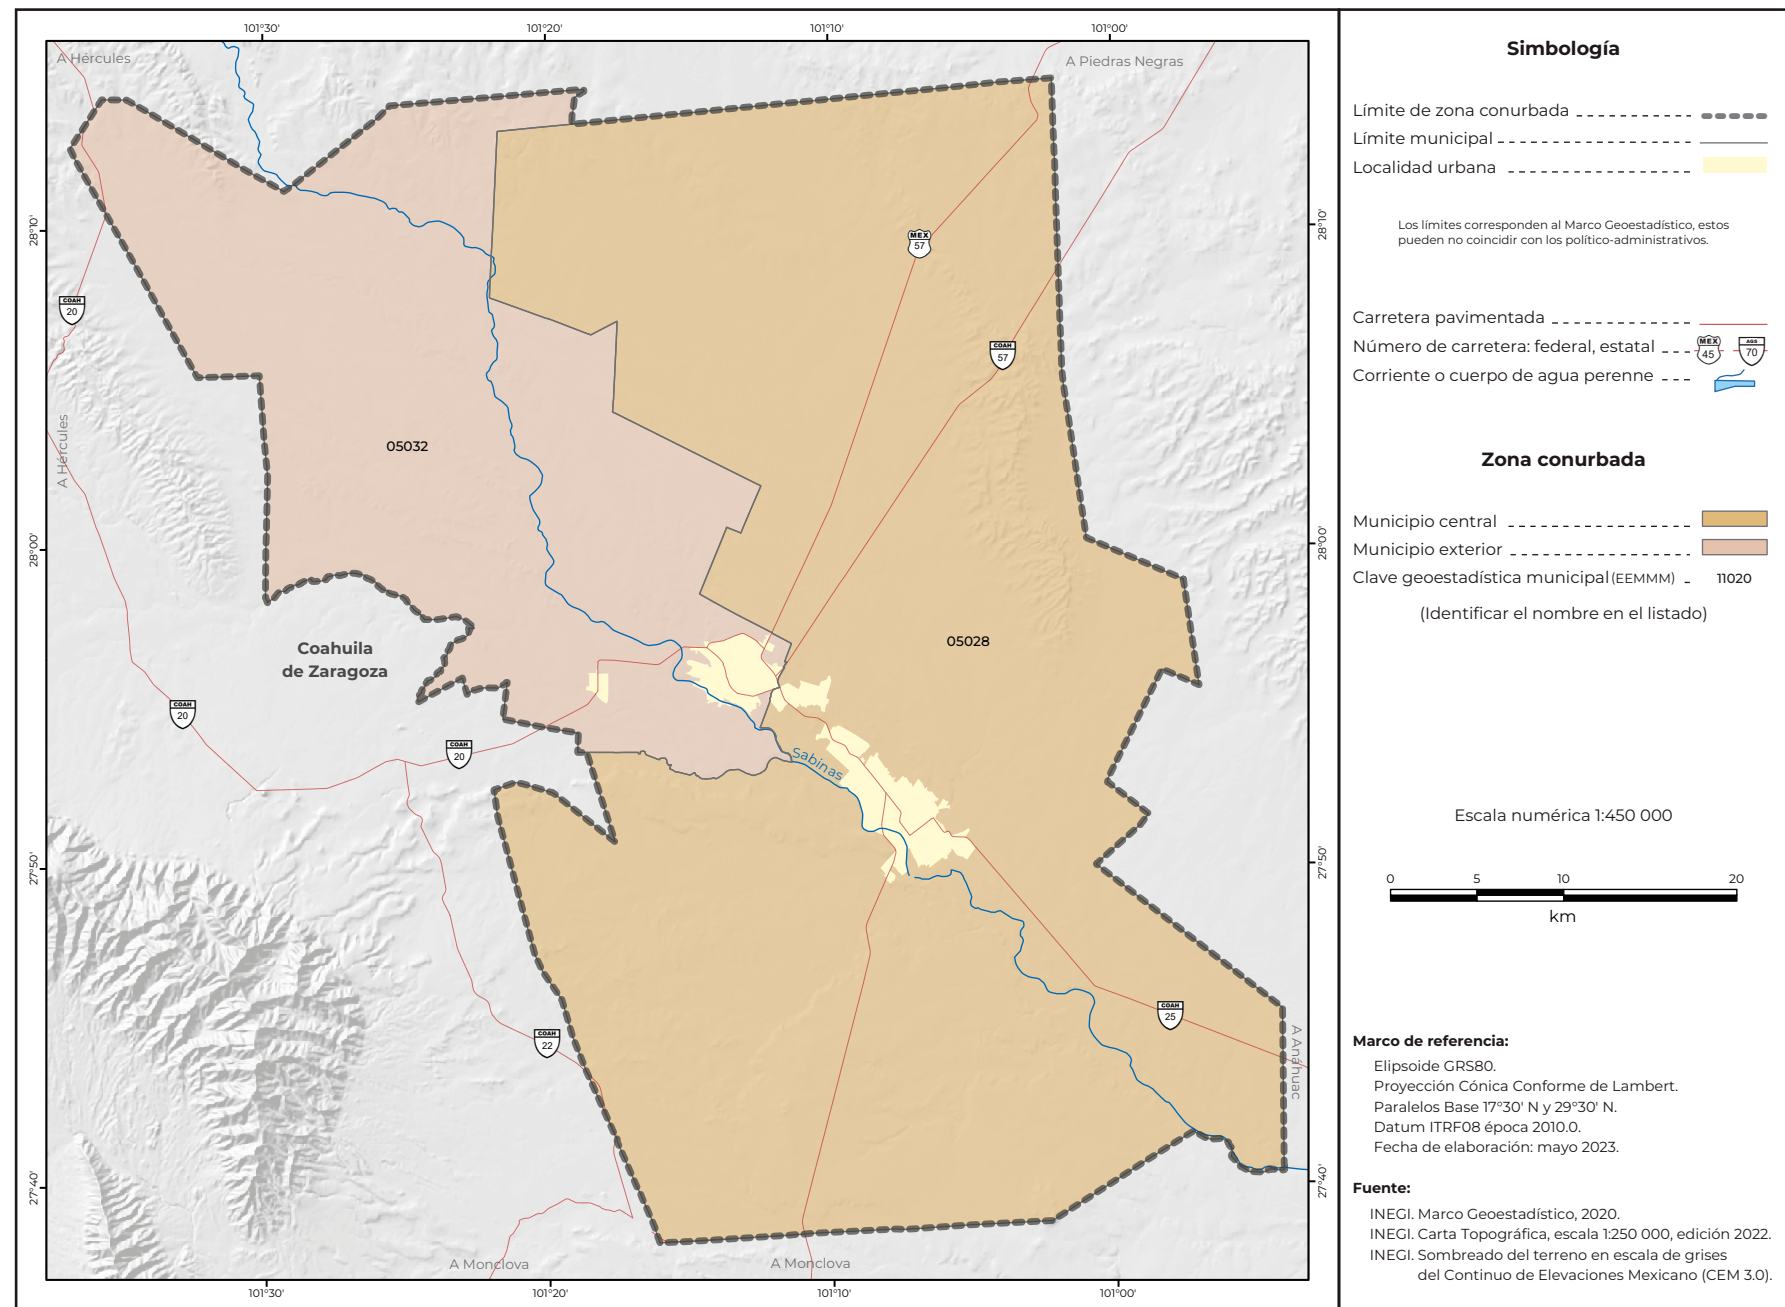 101°30'
101°20'
101°10'
101°00'
A Hércules
A Piedras Negras
28°10'
28°10'
MEX
57
COAH
20
COAH
57
A Hércules
05032
28°00'
28°00'
Coahuila
de Zaragoza
05028
COAH
20
COAH
20
Sabinas
27°50'
27°50'
COAH
22
COAH
25
A Anáhuac
27°40'
27°40'
A Monclova
A Monclova
101°30'
101°20'
101°10'
101°00'
Simbología
Límite de zona conurbada
Límite municipal
Localidad urbana
Los límites corresponden al Marco Geoestadístico, estos
pueden no coincidir con los político-administrativos.
Carretera pavimentada
Número de carretera: federal, estatal
MEX
45
AGS
70
Corriente o cuerpo de agua perenne
Zona conurbada
Municipio central
Municipio exterior
Clave geoestadística municipal (EEMMM) 11020
(Identificar el nombre en el listado)
Escala numérica 1:450 000
0 5 10 20
km
Marco de referencia:
Elipsoide GRS80.
Proyección Cónica Conforme de Lambert.
Paralelos Base 17°30' N y 29°30' N.
Datum ITRF08 época 2010.0.
Fecha de elaboración: mayo 2023.
Fuente:
INEGI. Marco Geoestadístico, 2020.
INEGI. Carta Topográfica, escala 1:250 000, edición 2022.
INEGI. Sombreado del terreno en escala de grises
del Continuo de Elevaciones Mexicano (CEM 3.0).